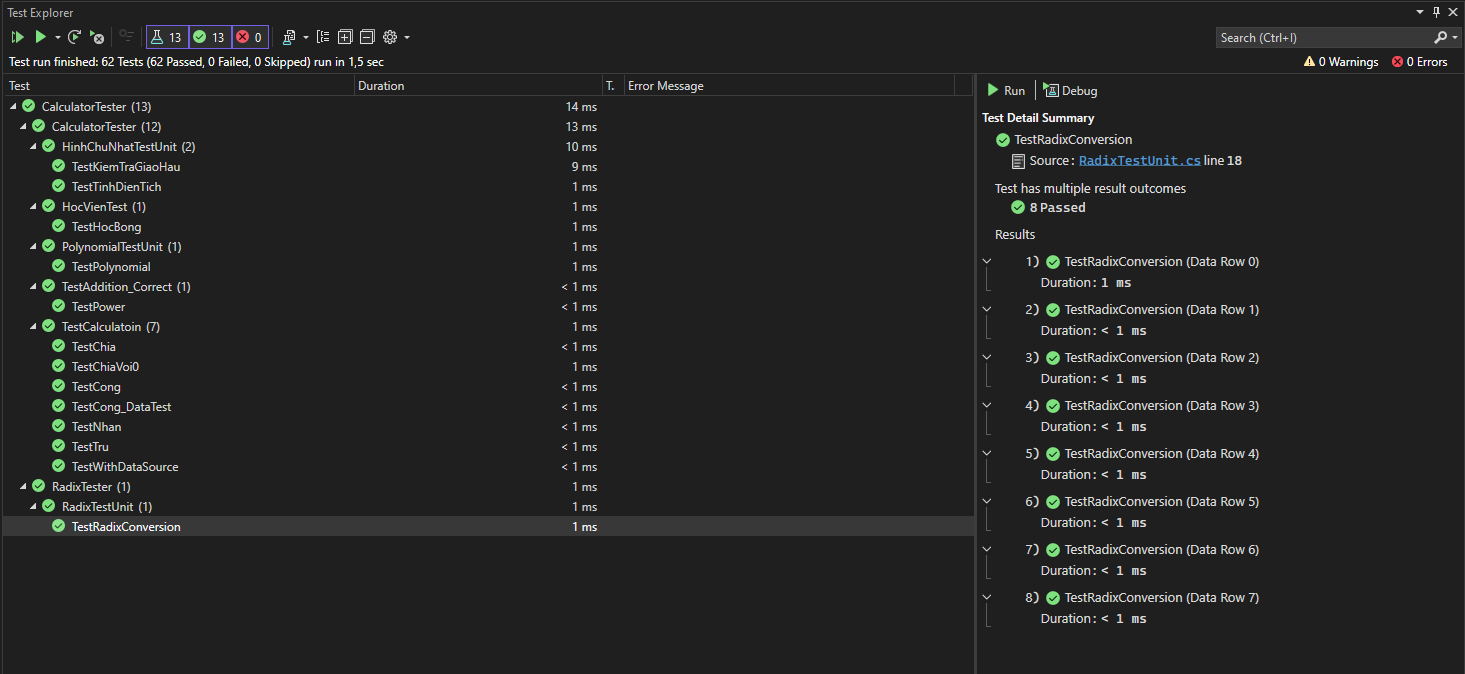 Test Explorer
13 13 0
Search (Ctrl+I)
Test run finished: 62 Tests (62 Passed, 0 Failed, 0 Skipped) run in 1,5 sec
0 Warnings 0 Errors
Test Duration T. Error Message
CalculatorTester (13) 14 ms
CalculatorTester (12) 13 ms
HinhChuNhatTestUnit (2) 10 ms
TestKiemTraGiaoHau 9 ms
TestTinhDienTich 1 ms
HocVienTest (1) 1 ms
TestHocBong 1 ms
PolynomialTestUnit (1) 1 ms
TestPolynomial 1 ms
TestAddition_Correct (1) < 1 ms
TestPower < 1 ms
TestCalculatoin (7) 1 ms
TestChia < 1 ms
TestChiaVoi0 1 ms
TestCong < 1 ms
TestCong_DataTest < 1 ms
TestNhan < 1 ms
TestTru < 1 ms
TestWithDataSource < 1 ms
RadixTester (1) 1 ms
RadixTestUnit (1) 1 ms
TestRadixConversion 1 ms
Run Debug
Test Detail Summary
TestRadixConversion
Source: RadixTestUnit.cs line 18
Test has multiple result outcomes
8 Passed
Results
1) TestRadixConversion (Data Row 0)
Duration: 1 ms
2) TestRadixConversion (Data Row 1)
Duration: < 1 ms
3) TestRadixConversion (Data Row 2)
Duration: < 1 ms
4) TestRadixConversion (Data Row 3)
Duration: < 1 ms
5) TestRadixConversion (Data Row 4)
Duration: < 1 ms
6) TestRadixConversion (Data Row 5)
Duration: < 1 ms
7) TestRadixConversion (Data Row 6)
Duration: < 1 ms
8) TestRadixConversion (Data Row 7)
Duration: < 1 ms